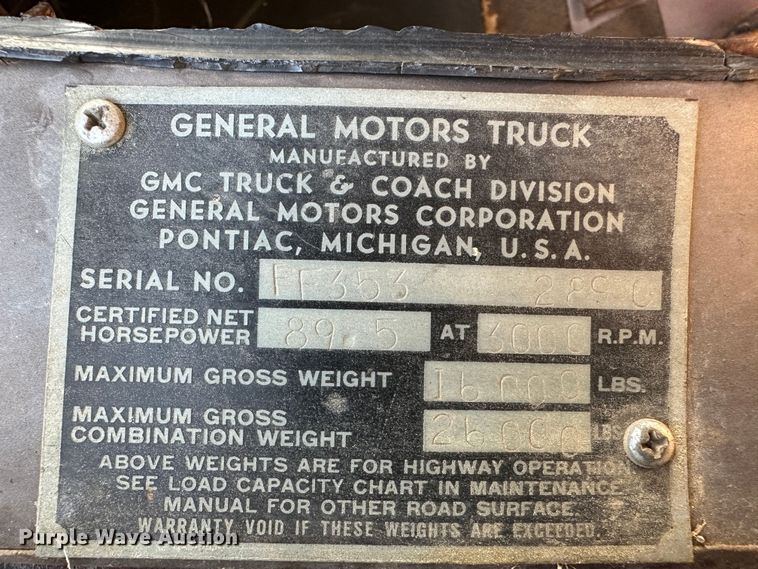 GENERAL MOTORS TRUCK
MANUFACTURED BY
GMC TRUCK & COACH DIVISION
GENERAL MOTORS CORPORATION
PONTIAC, MICHIGAN, U.S.A.
SERIAL NO. FF353
CERTIFIED NET HORSEPOWER 89.5 AT 3000 R.P.M.
MAXIMUM GROSS WEIGHT 16000 LBS.
MAXIMUM GROSS COMBINATION WEIGHT 26000 LBS
ABOVE WEIGHTS ARE FOR HIGHWAY OPERATION
SEE LOAD CAPACITY CHART IN MAINTENANCE
MANUAL FOR OTHER ROAD SURFACE
WARRANTY VOID IF THESE WEIGHTS ARE EXCEEDED.
Purple Wave Auction